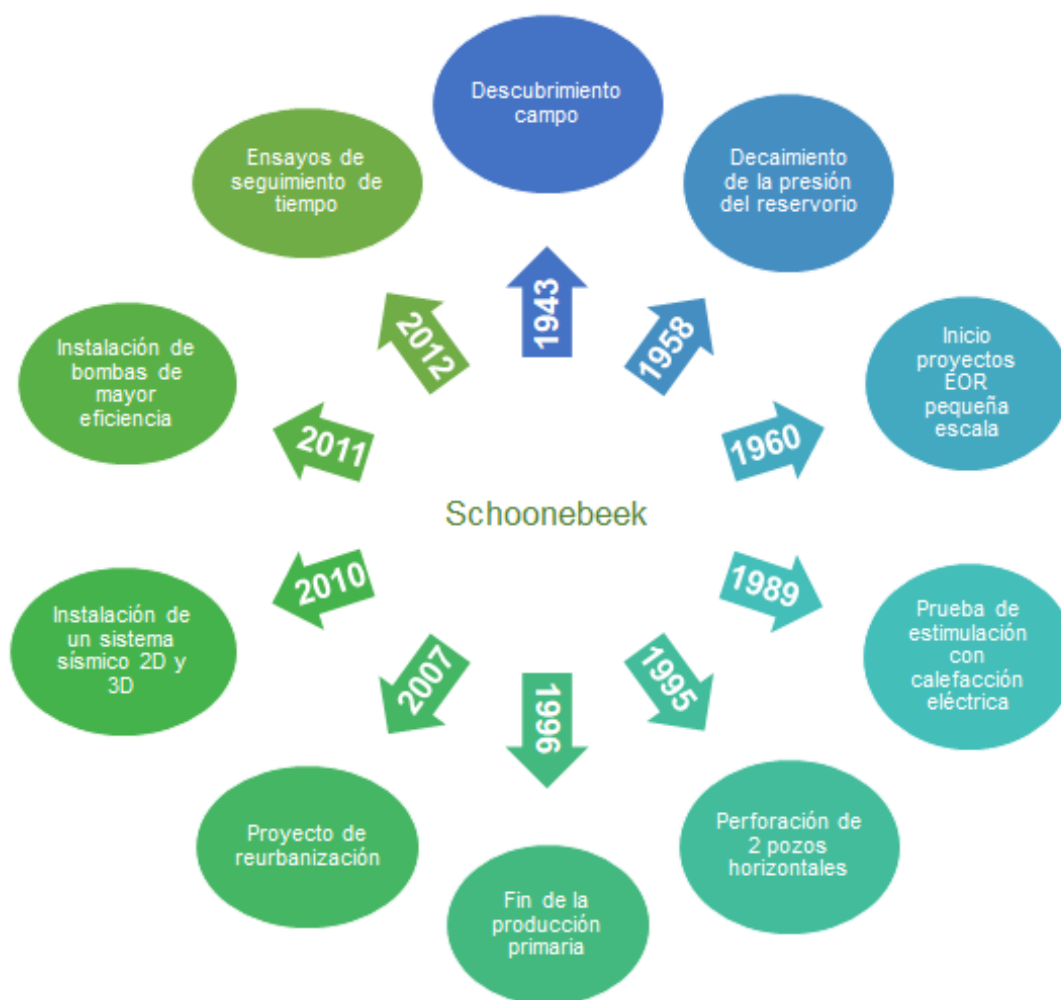 Descubrimiento
campo
1943
Decaimiento
de la presión
del reservorio
1958
Inicio
proyectos
EOR
pequeña
escala
1960
Prueba de
estimulación
con
calefacción
eléctrica
1989
Perforación de
2 pozos
horizontales
1995
Fin de la
producción
primaria
1996
Proyecto de
reurbanización
2007
Instalación de
un sistema
sísmico 2D y
3D
2010
Instalación de
bombas de
mayor
eficiencia
2011
Ensayos de
seguimiento de
tiempo
2012
Schoonebeek